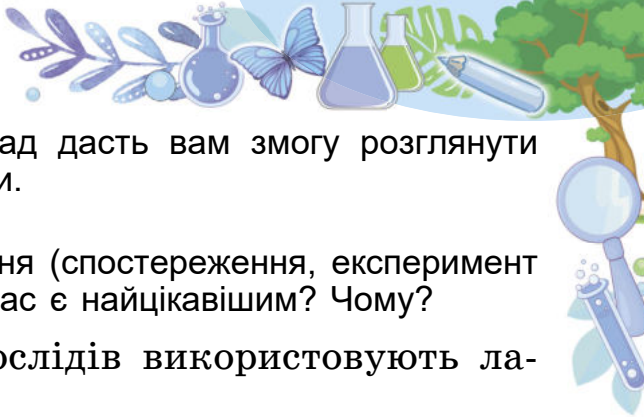 ад дасть вам змогу розглянути
и.
ня (спостереження, експеримент
ас є найцікавішим? Чому?
ослідів використовують ла-